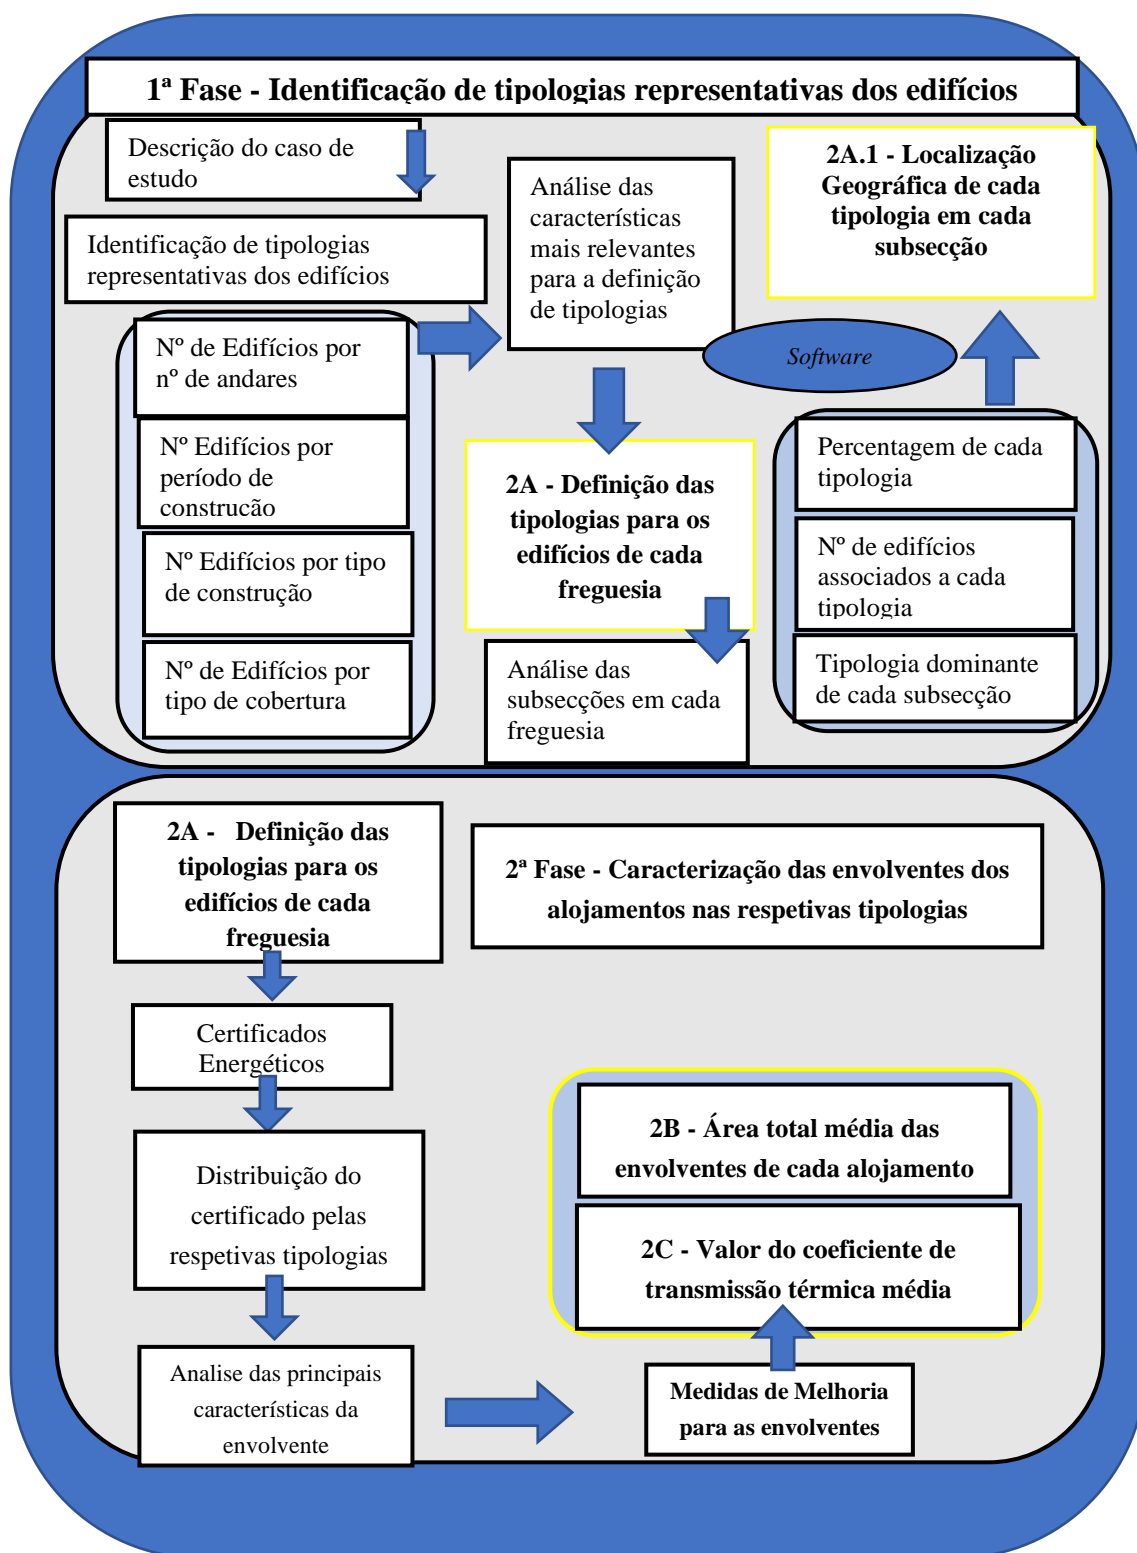 1ª Fase - Identificação de tipologias representativas dos edifícios
Descrição do caso de
estudo
Identificação de tipologias
representativas dos edifícios
Nº de Edifícios por
nº de andares
Nº Edifícios por
período de
construcão
Nº Edifícios por tipo
de construção
Nº de Edifícios por
tipo de cobertura
Análise das
característicás
mais relevantes
para a definição
de tipologias
2A - Definição das
tipologias para os
edifícios de cada
freguesia
Análise das
subsecções em cada
freguesia
2A.1 - Localização
Geográfica de cada
tipologia em cada
subsecção
Software
Percentagem de cada
tipologia
Nº de edifícios
associados a cada
tipologia
Tipologia dominante
de cada subsecção
2A - Definição das
tipologias para os
edifícios de cada
freguesia
2ª Fase - Caracterização das envolventes dos
alojamentos nas respetivas tipologias
Certificados
Energéticos
Distribuição do
certificado pelas
respetivas tipologias
Analise das principais
característicás da
envolvente
2B - Área total média das
envolventes de cada alojamento
2C - Valor do coeficiente de
transmissão térmica média
Medidas de Melhoria
para as envolventes